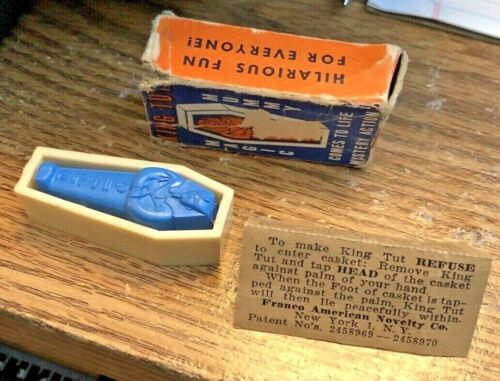 HILARIOUS FUN
FOR EVERYONE!
KING TUT
MUMMY
MAGIC
COMES TO LIFE
MYSTERY ACTION
To make King Tut REFUSE
to enter casket: Remove King
Tut and tap HEAD of the casket
against palm of your hand.
When the Foot of casket is tap-
ped against the palm, King Tut
will then lie peacefully within.
Franco American Novelty Co.
New York 1, N. Y.
Patent No's. 2458969—2458970